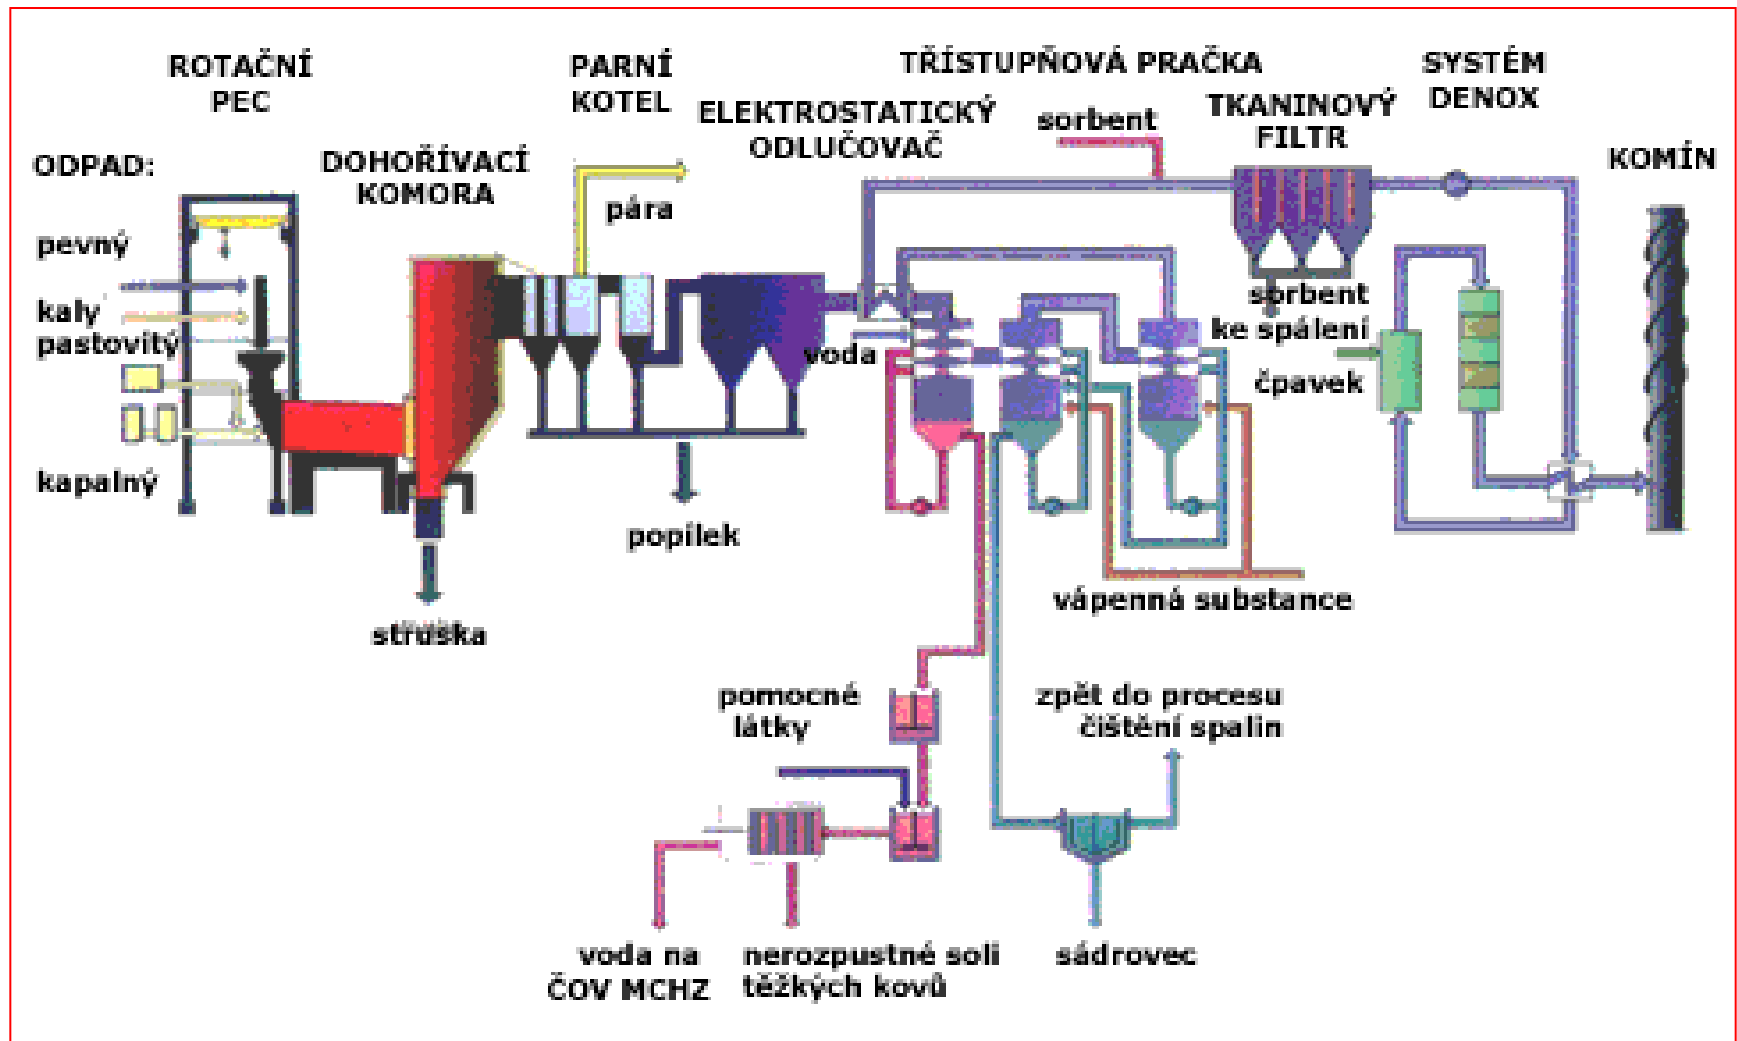 ROTAČNÍ
PEC
PARNÍ
KOTEL
TŘÍSTUPŇOVÁ PRAČKA
SYSTÉM
DENOX
ELEKTROSTATICKÝ
ODLUČOVAČ
sorbent
TKANINOVÝ
FILTR
KOMÍN
ODPAD:
DOHOŘÍVACÍ
KOMORA
pára
pevný
kaly
pastovitý
kapalný
voda
sorbent
ke spálení
čpavek
popílek
struska
vápenná substance
pomocné
látky
zpět do procesu
čištění spalin
voda na
ČOV MCHZ
nerozpustné soli
těžkých kovů
sádrovec